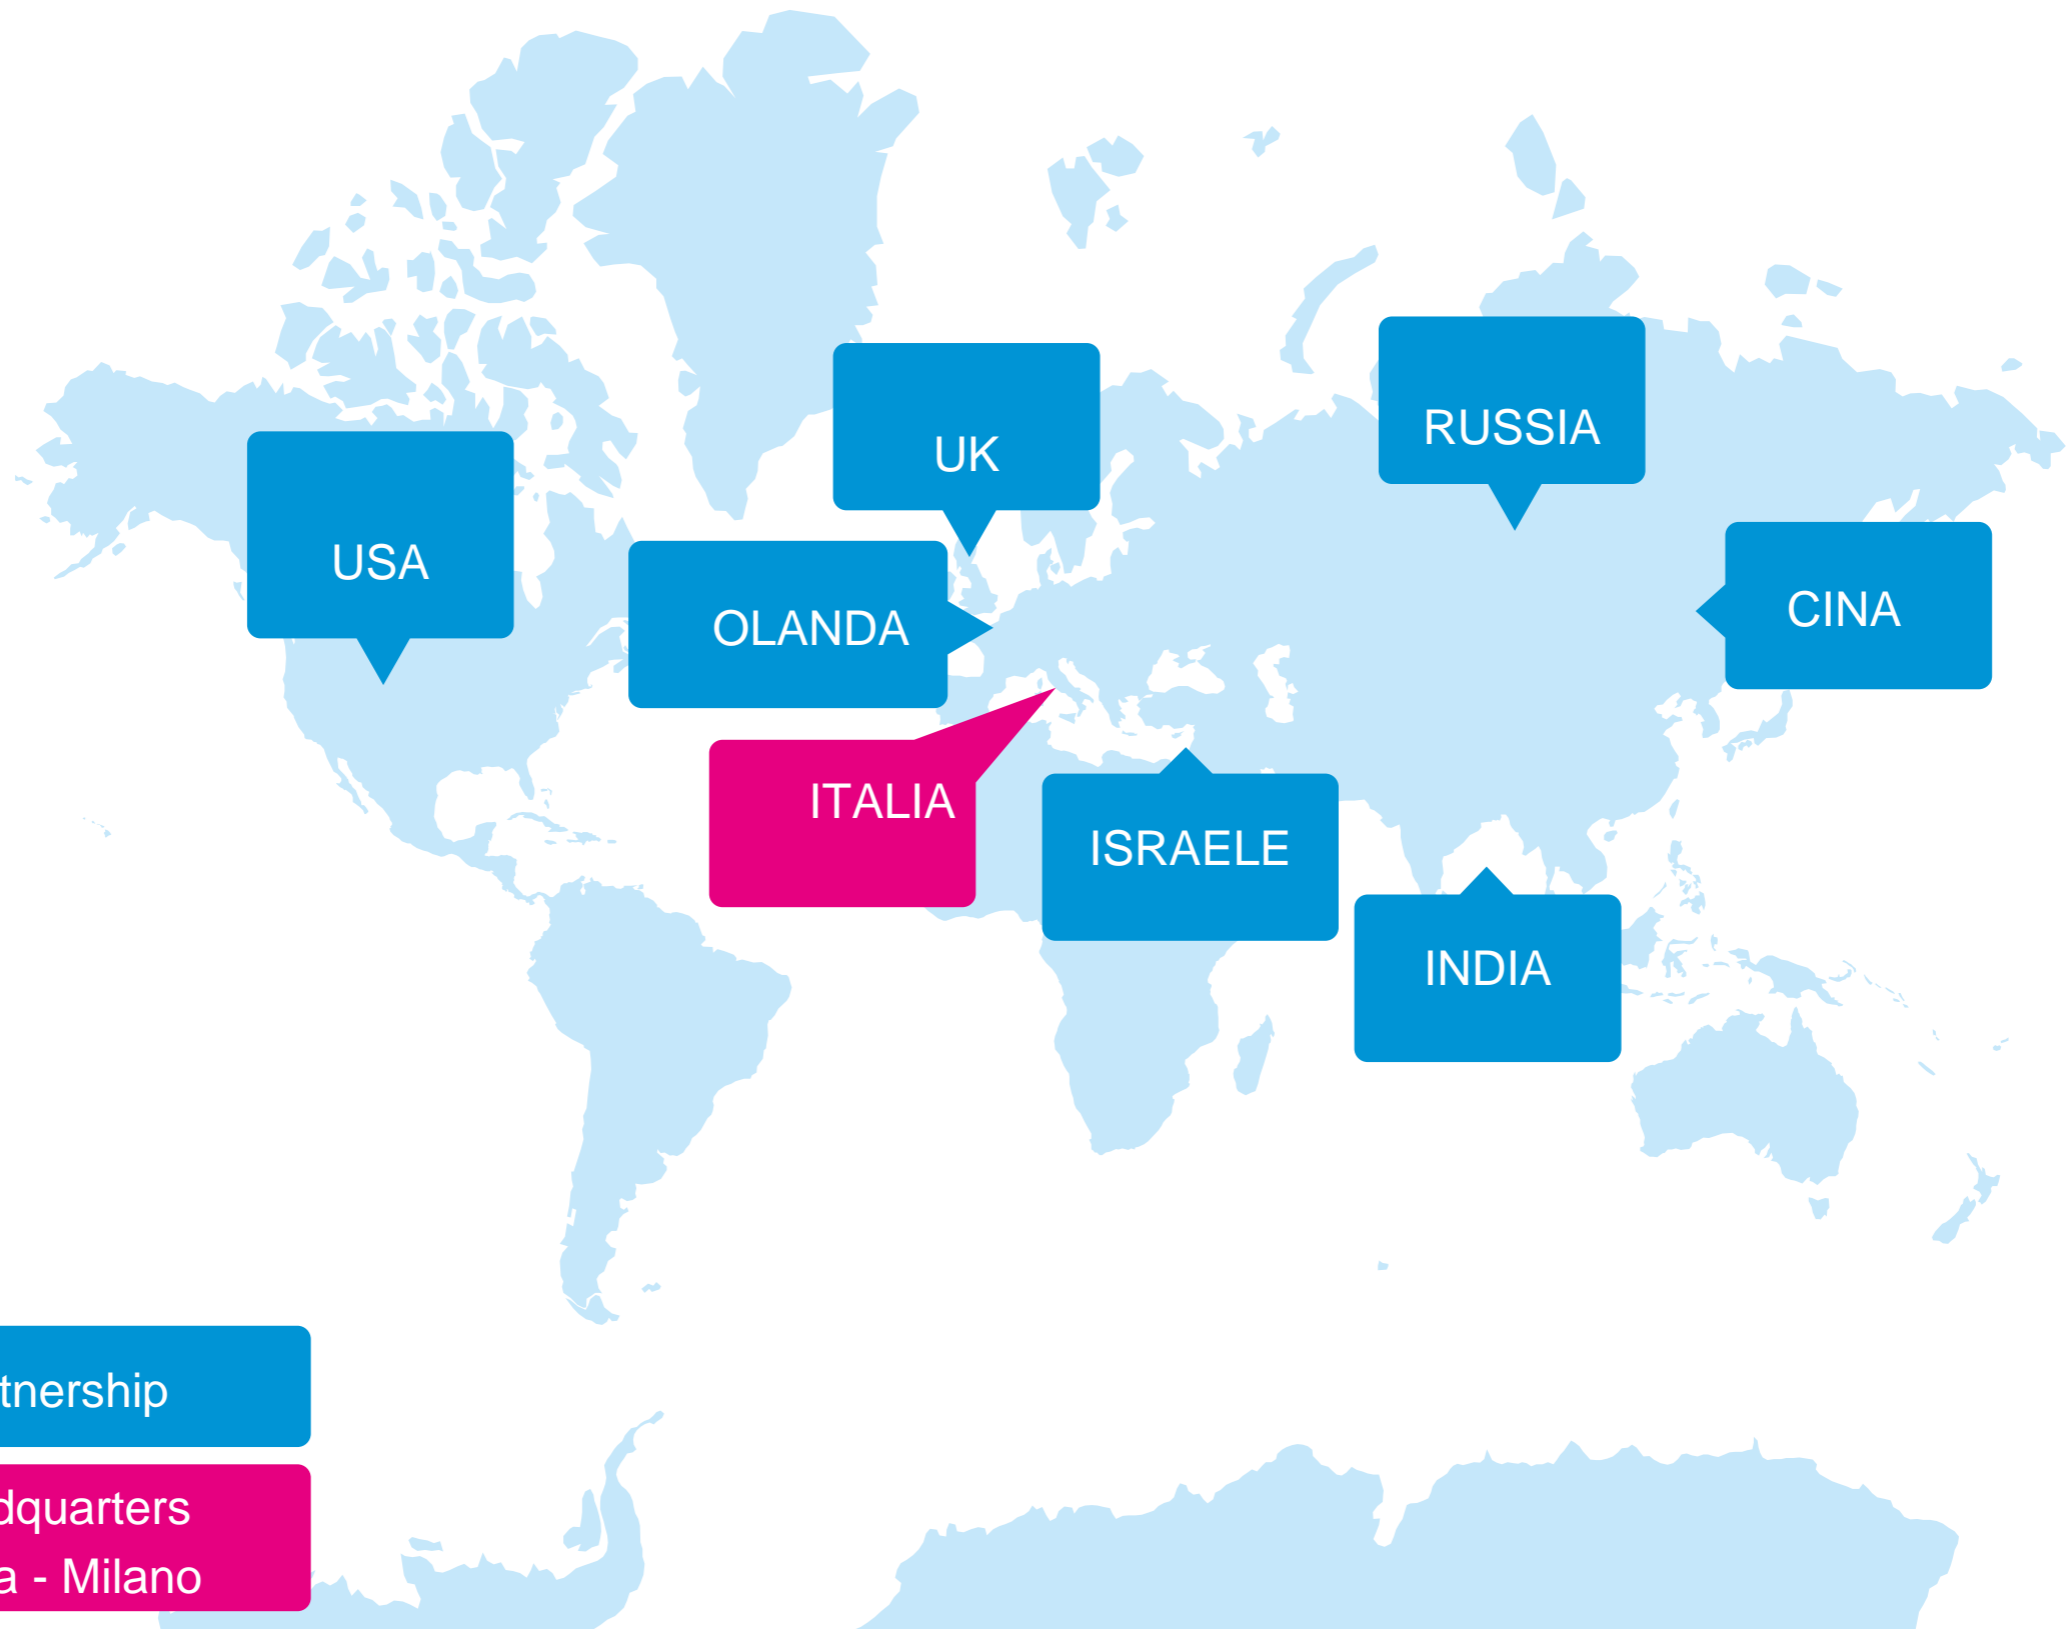 RUSSIA
UK
USA
CINA
OLANDA
ITALIA
ISRAELE
INDIA
tnership
dquarters
a - Milano